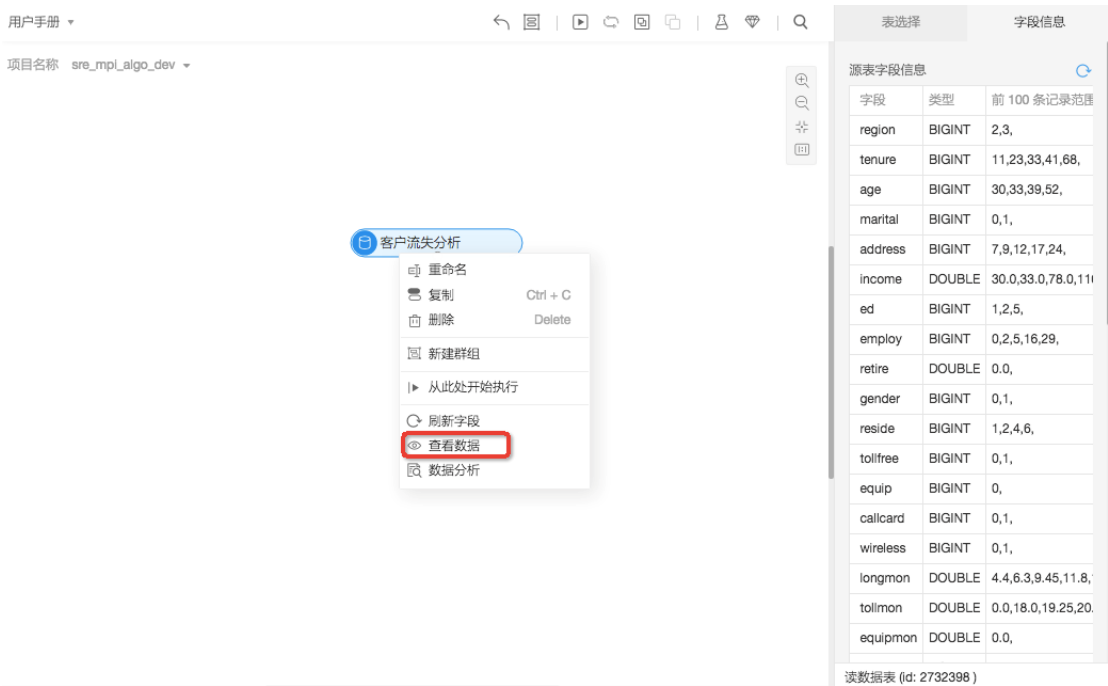 用户手册
表选择 字段信息
项目名称 sre_mpi_algo_dev
源表字段信息
字段 类型 前 100 条记录范围
region BIGINT 2,3,
tenure BIGINT 11,23,33,41,68,
age BIGINT 30,33,39,52,
marital BIGINT 0,1,
address BIGINT 7,9,12,17,24,
income DOUBLE 30.0,33.0,78.0,11
ed BIGINT 1,2,5,
employ BIGINT 0,2,5,16,29,
retire DOUBLE 0.0,
gender BIGINT 0,1,
reside BIGINT 1,2,4,6,
tollfree BIGINT 0,1,
equip BIGINT 0,
callcard BIGINT 0,1,
wireless BIGINT 0,1,
longmon DOUBLE 4.4,6.3,9.45,11.8,
tollmon DOUBLE 0.0,18.0,19.25,20.
equipmon DOUBLE 0.0,
读数据表 (id: 2732398 )
客户流失分析
重命名
复制 Ctrl + C
删除 Delete
新建群组
从此处开始执行
刷新字段
查看数据
数据分析